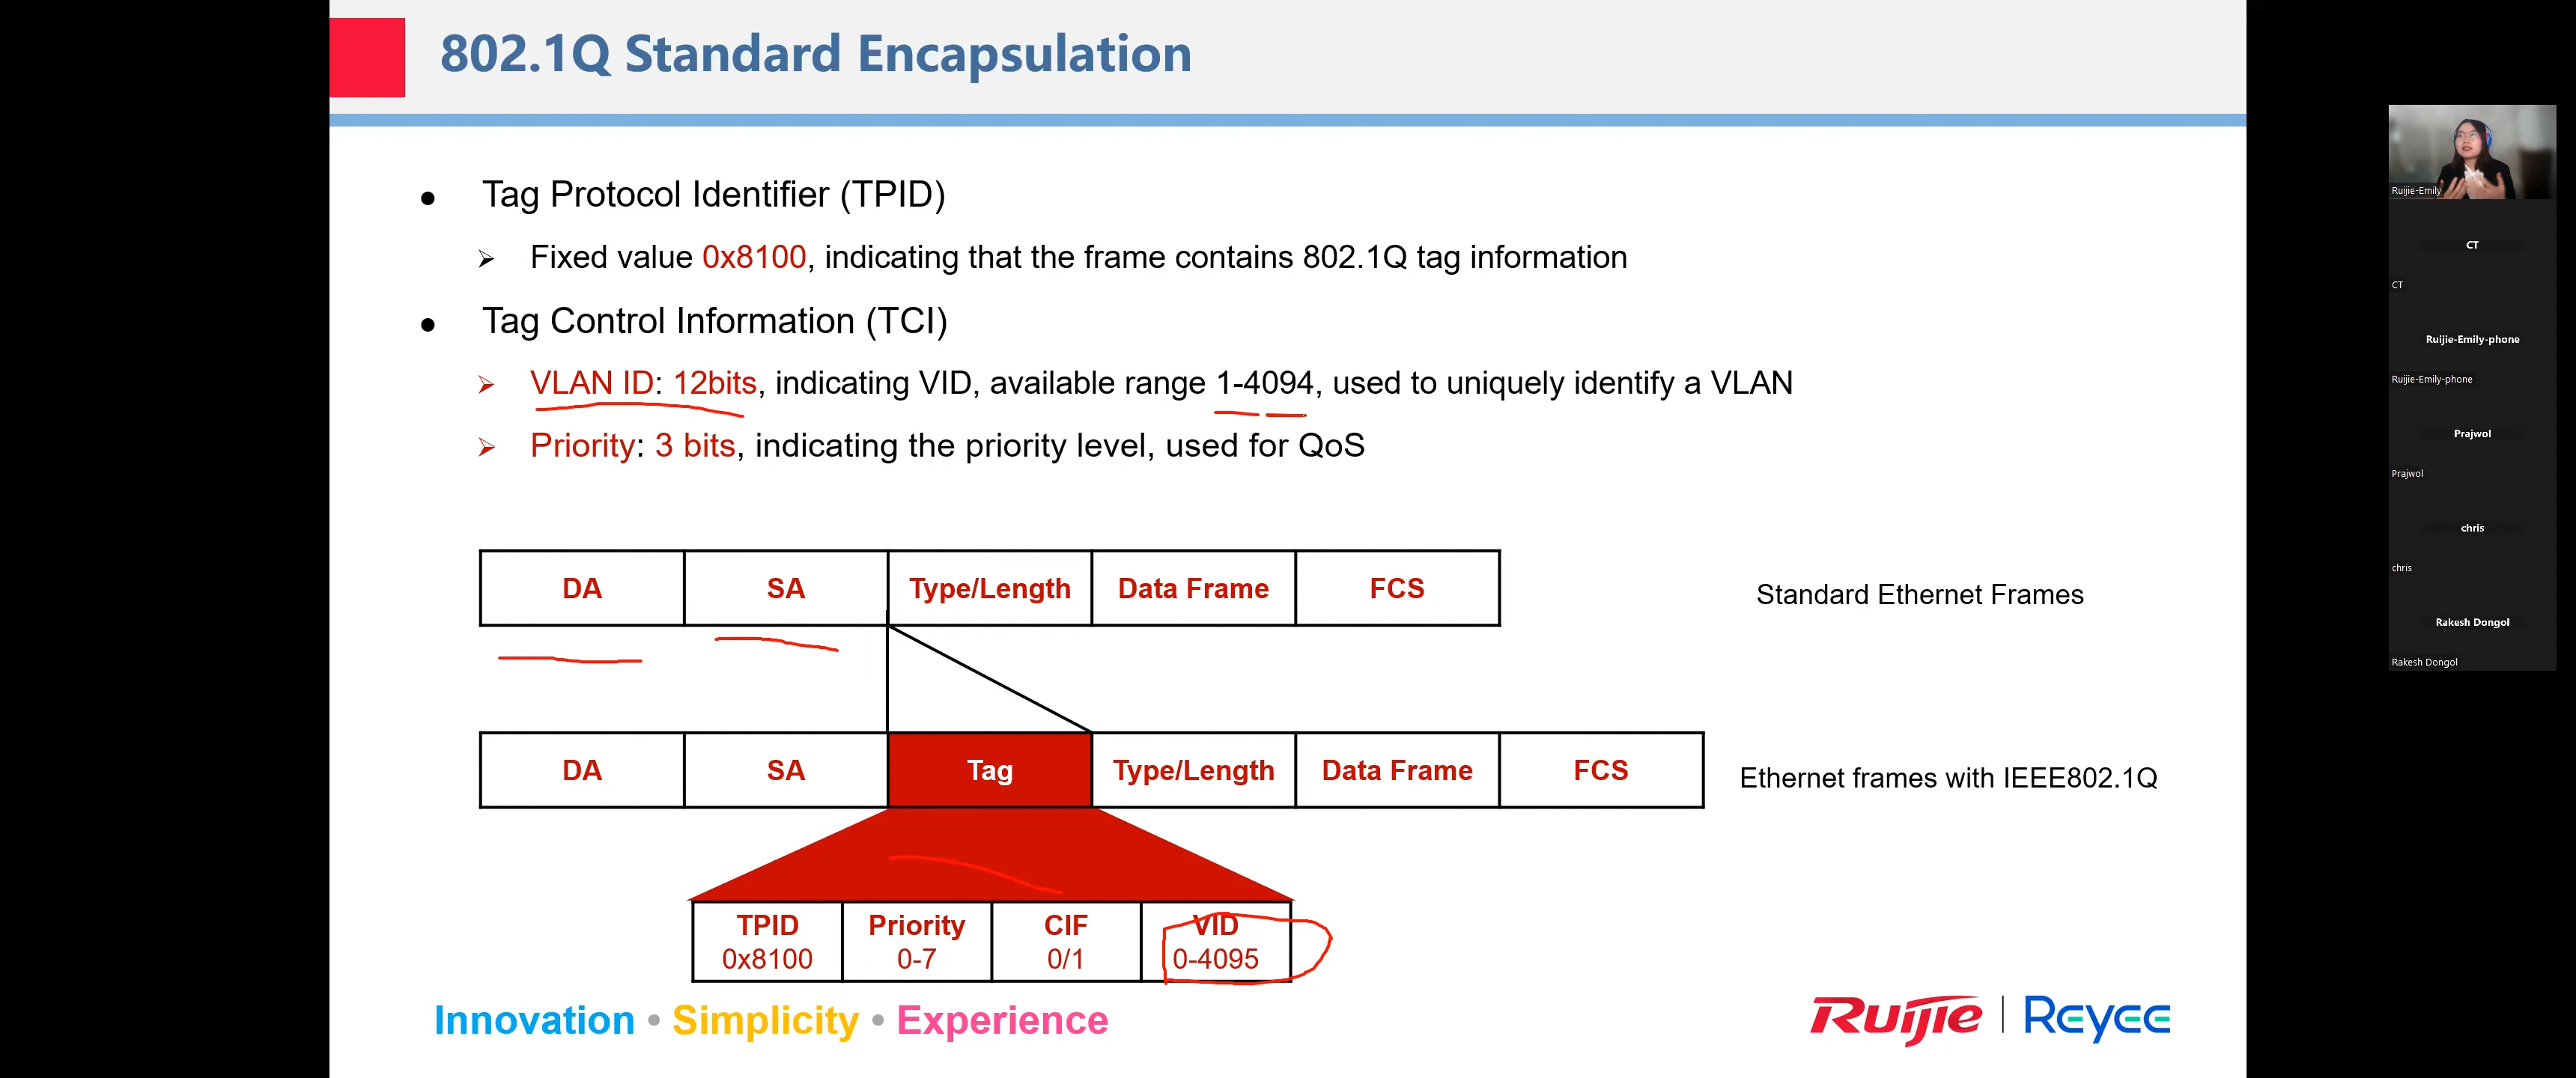 802.1Q Standard Encapsulation
● Tag Protocol Identifier (TPID)
➢ Fixed value 0x8100, indicating that the frame contains 802.1Q tag information
● Tag Control Information (TCI)
➢ VLAN ID: 12bits, indicating VID, available range 1-4094, used to uniquely identify a VLAN
➢ Priority: 3 bits, indicating the priority level, used for QoS
DA SA Type/Length Data Frame FCS
Standard Ethernet Frames
DA SA Tag Type/Length Data Frame FCS
Ethernet frames with IEEE802.1Q
TPID Priority CIF VID
0x8100 0-7 0/1 0-4095
Innovation • Simplicity • Experience
Ruijie | Reyee
Ruijie-Emily
CT
CT
Ruijie-Emily-phone
Ruijie-Emily-phone
Prajwol
Prajwol
chris
chris
Rakesh Dongol
Rakesh Dongol